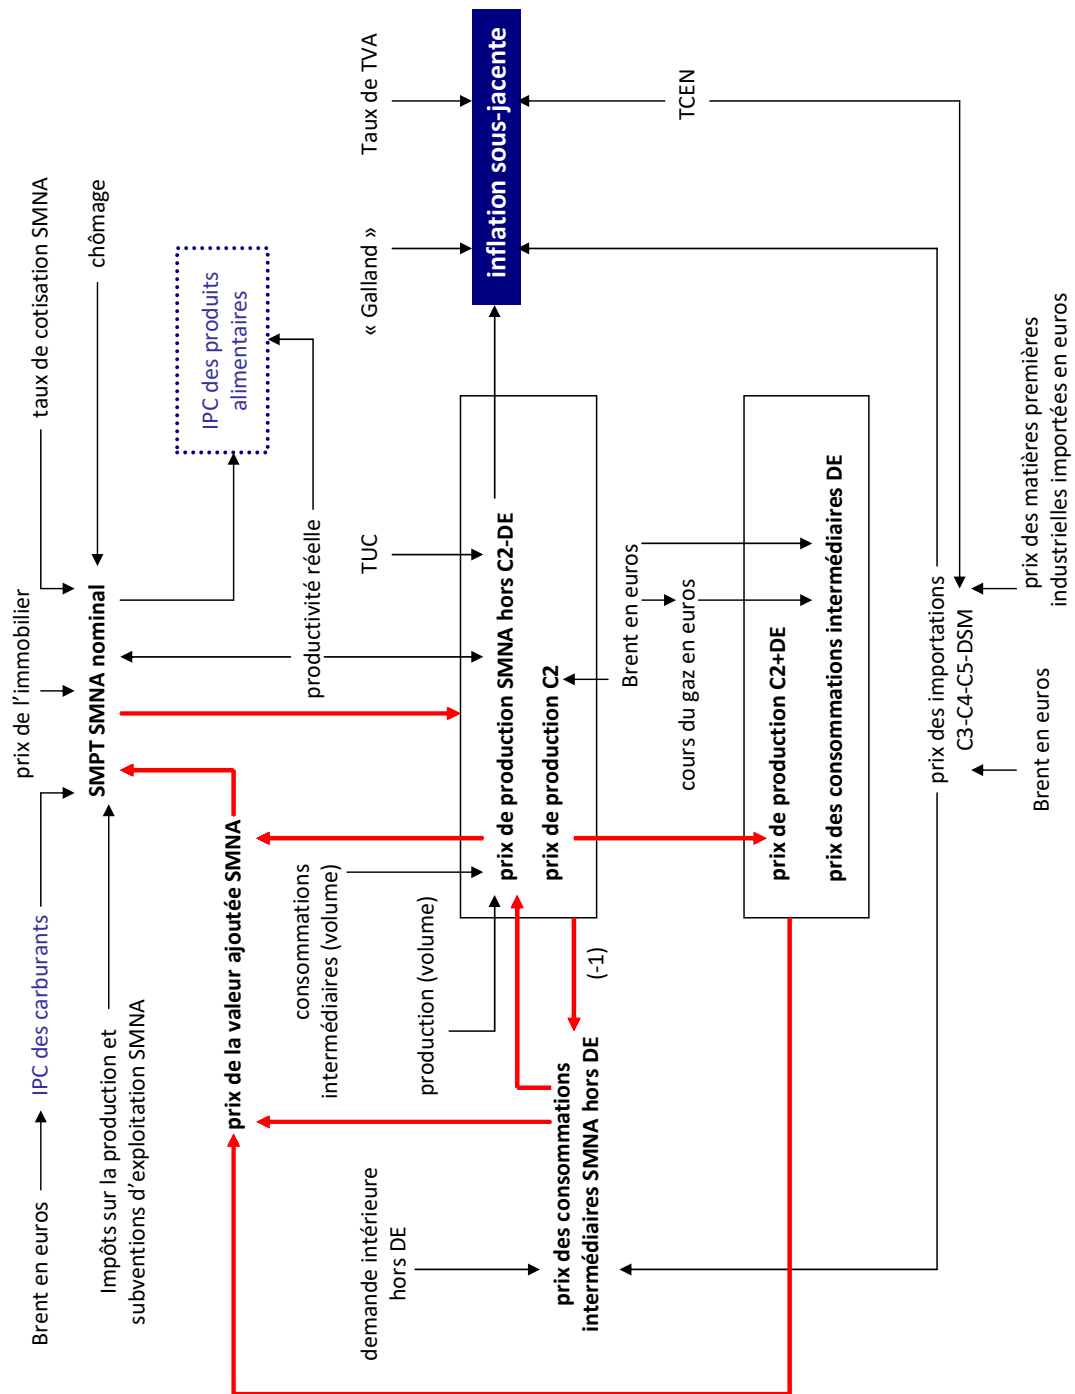 Brent en euros
IPC des carburants
prix de l'immobilier
taux de cotisation SMNA
Impôts sur la production et
subventions d'exploitation SMNA
SMPT SMNA nominal
chômage
prix de la valeur ajoutée SMNA
productivité réelle
IPC des produits
alimentaires
consommations
intermédiaires (volume)
production (volume)
TUC
« Galland »
Taux de TVA
demande intérieure
hors DE
prix de production SMNA hors C2-DE
prix de production C2
inflation sous-jacente
prix des consommations
intermédiaires SMNA hors DE
(-1)
Brent en euros
cours du gaz en euros
TCEN
prix de production C2+DE
prix des consommations intermédiaires DE
prix des importations
C3-C4-C5-DSM
Brent en euros
prix des matières premières
industrielles importées en euros